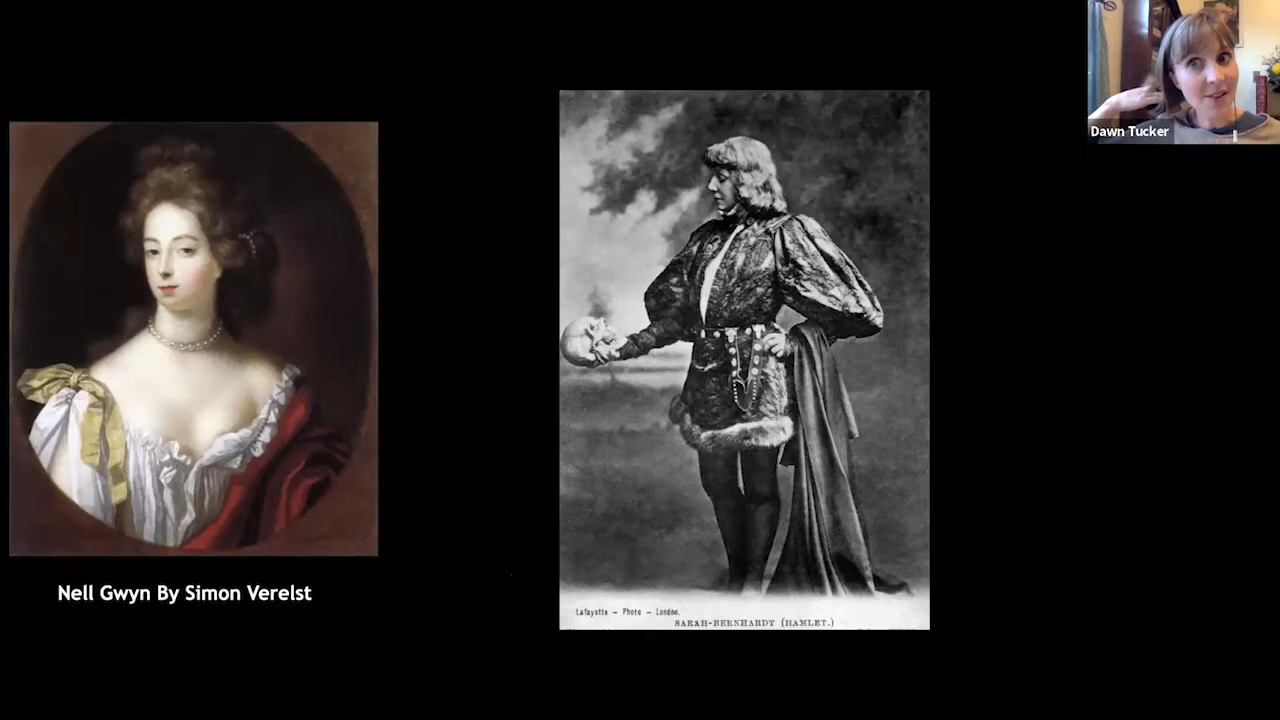 Dawn Tucker
Nell Gwyn By Simon Verelst
Lafayette – Photo – London.
SARAH-BERNHARDT (HAMLET.)